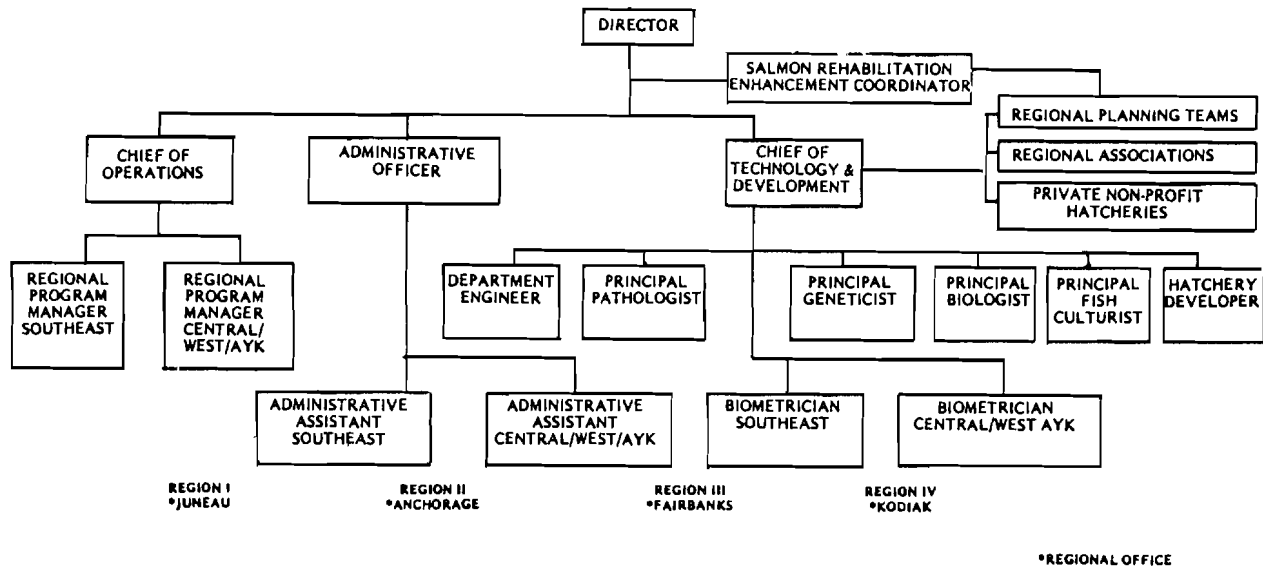 DIRECTOR
SALMON REHABILITATION
ENHANCEMENT COORDINATOR
REGIONAL PLANNING TEAMS
REGIONAL ASSOCIATIONS
PRIVATE NON-PROFIT
HATCHERIES
CHIEF OF
OPERATIONS
ADMINISTRATIVE
OFFICER
CHIEF OF
TECHNOLOGY &
DEVELOPMENT
REGIONAL
PROGRAM
MANAGER
SOUTHEAST
REGIONAL
PROGRAM
MANAGER
CENTRAL/
WEST/AYK
DEPARTMENT
ENGINEER
PRINCIPAL
PATHOLOGIST
PRINCIPAL
GENETICIST
PRINCIPAL
BIOLOGIST
PRINCIPAL
FISH
CULTURIST
HATCHERY
DEVELOPER
ADMINISTRATIVE
ASSISTANT
SOUTHEAST
ADMINISTRATIVE
ASSISTANT
CENTRAL/WEST/AYK
BIOMETRICIAN
SOUTHEAST
BIOMETRICIAN
CENTRAL/WEST AYK
REGION I
*JUNEAU
REGION II
*ANCHORAGE
REGION III
*FAIRBANKS
REGION IV
*KODIAK
*REGIONAL OFFICE